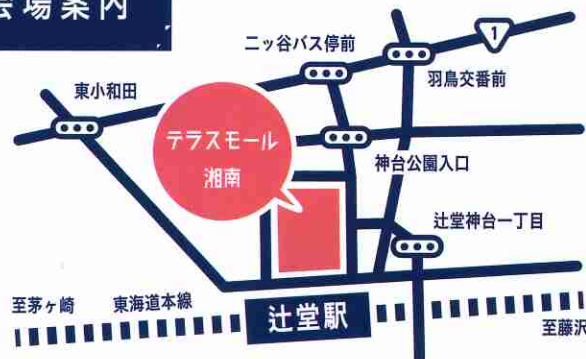 会場案内
二ッ谷バス停前
1
羽鳥交番前
東小和田
テラスモール
湘南
神台公園入口
辻堂神台一丁目
至茅ヶ崎
東海道本線
辻堂駅
至藤沢